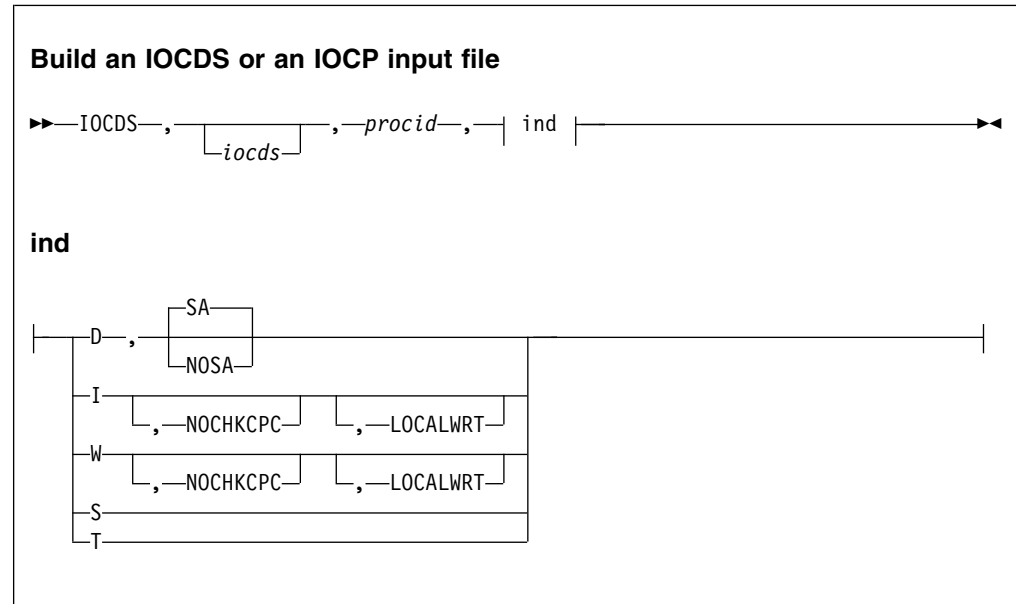 Build an IOCDS or an IOCP input file
IOCDS , , procid , ind
iocds
ind
SA
D ,
NOSA
I
, NOCHKCPC , LOCALWRT
W
, NOCHKCPC , LOCALWRT
S
T